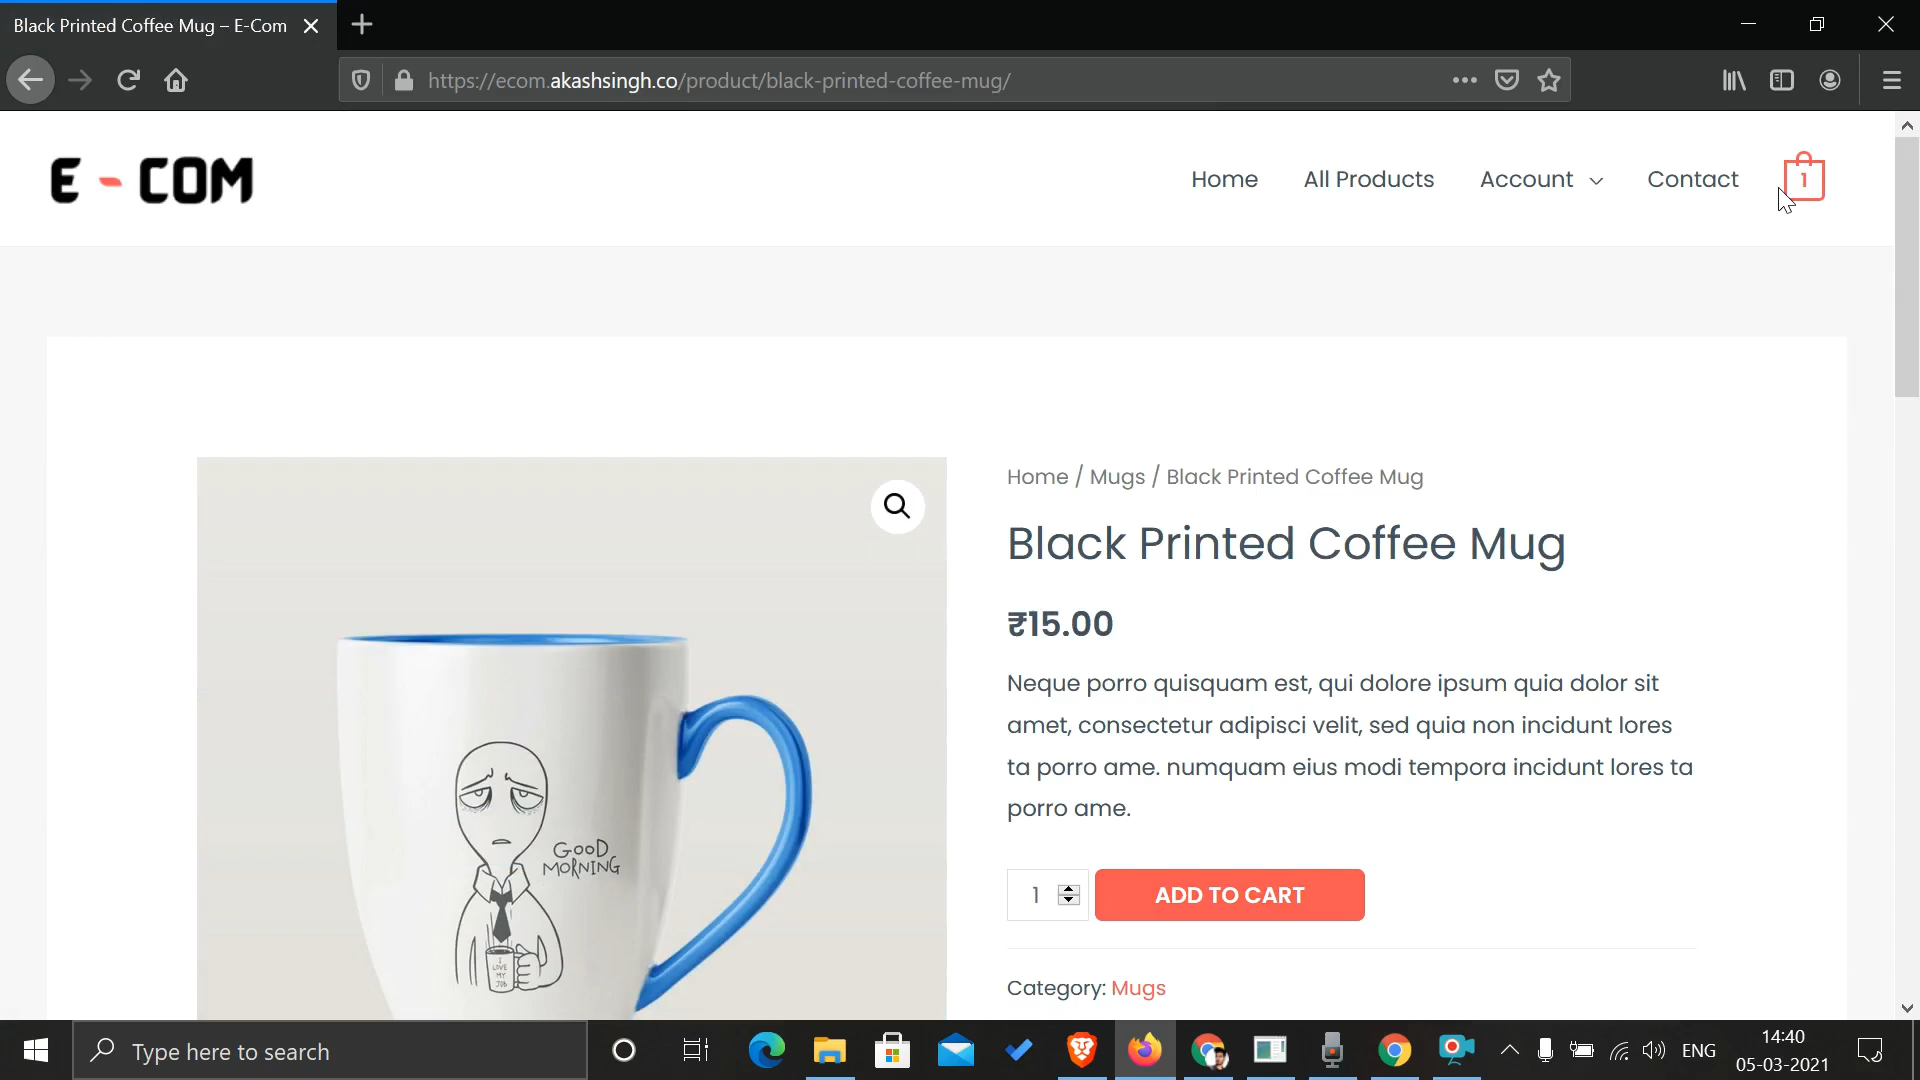 Black Printed Coffee Mug – E-Com
https://ecom.akashsingh.co/product/black-printed-coffee-mug/
E - COM
Home
All Products
Account
Contact
1
Home / Mugs / Black Printed Coffee Mug
Black Printed Coffee Mug
₹15.00
Neque porro quisquam est, qui dolore ipsum quia dolor sit
amet, consectetur adipisci velit, sed quia non incidunt lores
ta porro ame. numquam eius modi tempora incidunt lores ta
porro ame.
GOOD
MORNING
I
LOVE
MY
JOB
1
ADD TO CART
Category: Mugs
Type here to search
ENG
14:40
05-03-2021